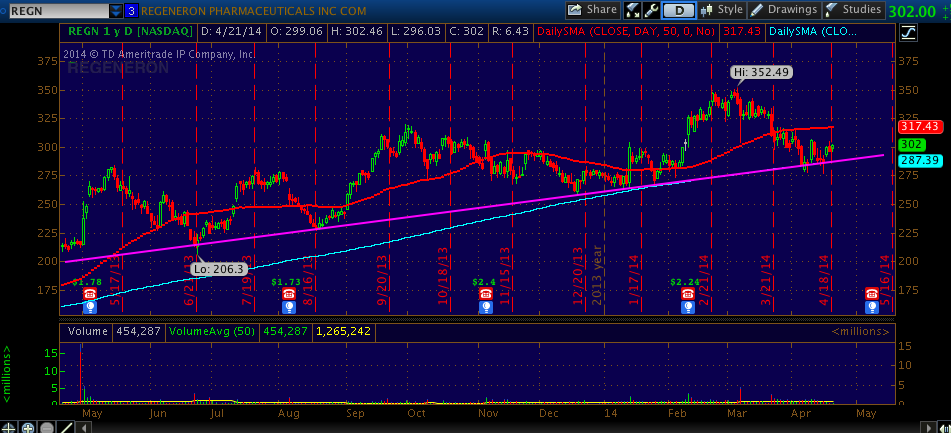 REGN 3 REGENERON PHARMACEUTICALS INC COM Share D Style Drawings Studies 302.00
REGN 1 y D [NASDAQ] D: 4/21/14 O: 299.06 H: 302.46 L: 296.03 C: 302 R: 6.43 DailySMA (CLOSE, DAY, 50, 0, No) 317.43 DailySMA (CLO...
2014 © TD Ameritrade IP Company, Inc.
REGENERON
375 375
Hi: 352.49
350 350
325 325
317.43
300
302
287.39
275 275
250 250
225 225
200 200
Lo: 206.3
175 175
$1.78 $1.73 $2.4 $2.24
5/17/13 6/21/13 7/19/13 8/16/13 9/20/13 10/18/13 11/15/13 12/20/13 2013 year 1/17/14 2/21/14 3/21/14 4/18/14 5/16/14
Volume 454,287 VolumeAvg (50) 454,287 1,265,242 <millions>
<millions>
15 15
10 10
5 5
0
May Jun Jul Aug Sep Oct Nov Dec 14 Feb Mar Apr May